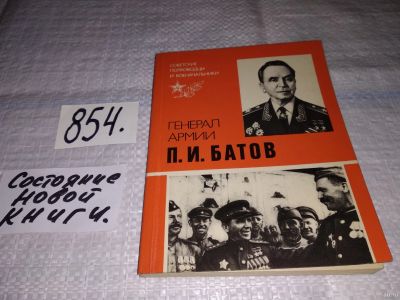 854.
Состояние
новой
книги.
СОВЕТСКИЕ
ПОЛКОВОДЦЫ
И ВОЕНАЧАЛЬНИКИ
ГЕНЕРАЛ
АРМИИ
П. И. БАТОВ